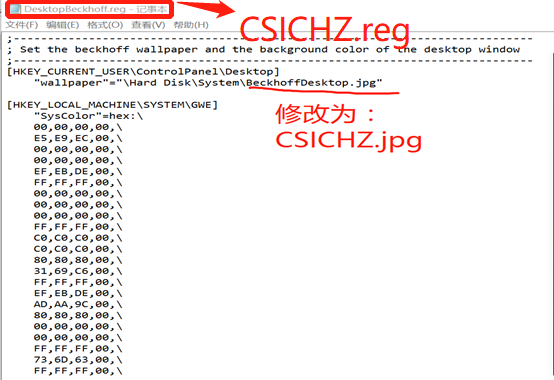 DesktopBeckhoff.reg - 记事本
CSICHZ.reg
文件(F) 编辑(E) 格式(O) 查看(V) 帮助(H)
;------------------------------------------------------------------
; Set the beckhoff wallpaper and the background color of the desktop window
;------------------------------------------------------------------
[HKEY_CURRENT_USER\ControlPanel\Desktop]
"wallpaper"="\Hard Disk\System\BeckhoffDesktop.jpg"
修改为：
CSICHZ.jpg
[HKEY_LOCAL_MACHINE\SYSTEM\GWE]
"SysColor"=hex:\
00,00,00,00,\
E5,E9,EC,00,\
00,00,00,00,\
00,00,00,00,\
EF,EB,DE,00,\
FF,FF,FF,00,\
00,00,00,00,\
00,00,00,00,\
00,00,00,00,\
FF,FF,FF,00,\
C0,C0,C0,00,\
C0,C0,C0,00,\
80,80,80,00,\
31,69,C6,00,\
FF,FF,FF,00,\
EF,EB,DE,00,\
AD,AA,9C,00,\
80,80,80,00,\
00,00,00,00,\
00,00,00,00,\
FF,FF,FF,00,\
73,6D,63,00,\
FF,FF,FF,00,\